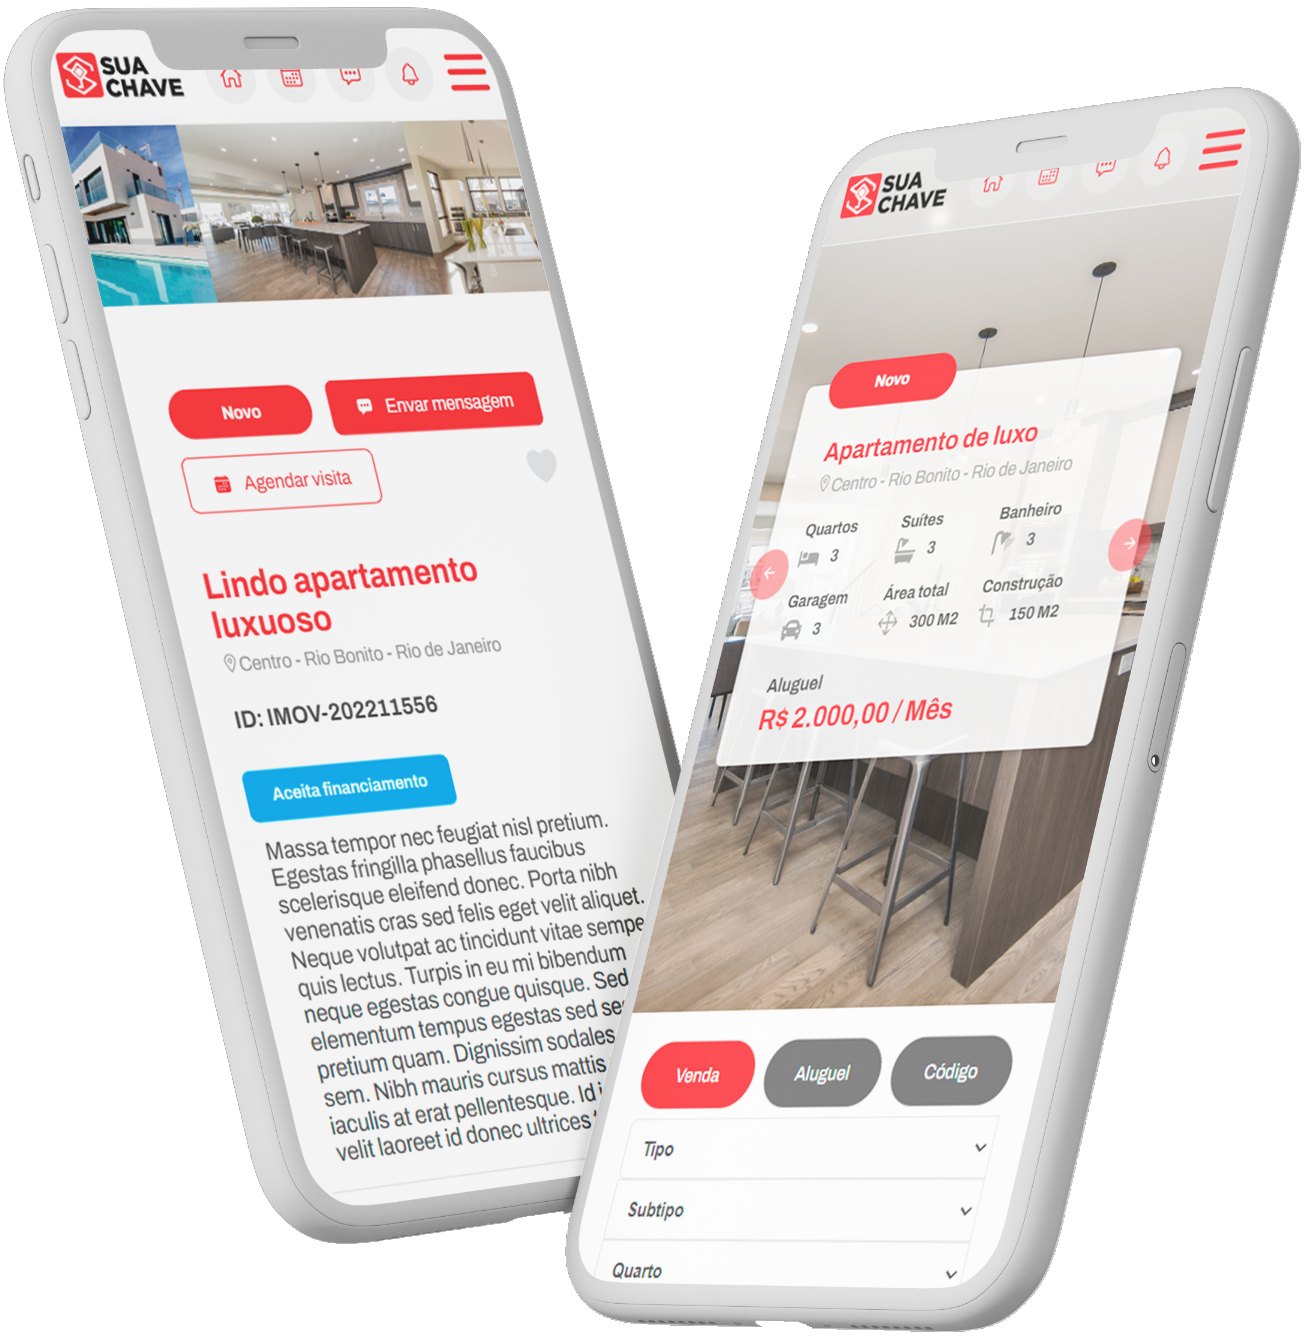 SUA
CHAVE
Novo
Envar mensagem
Agendar visita
Lindo apartamento
luxuoso
Centro - Rio Bonito - Rio de Janeiro
ID: IMOV-202211556
Aceita financiamento
Massa tempor nec feugiat nisl pretium.
Egestas fringilla phasellus faucibus
scelerisque eleifend donec. Porta nibh
venenatis cras sed felis eget velit aliquet.
Neque volutpat ac tincidunt vitae sempe
quis lectus. Turpis in eu mi bibendum
neque egestas congue quisque. Sed
elementum tempus egestas sed se
pretium quam. Dignissim sodales
sem. Nibh mauris cursus mattis
iaculis at erat pellentesque. Id
velit laoreet id donec ultrices
SUA
CHAVE
Novo
Apartamento de luxo
Centro - Rio Bonito - Rio de Janeiro
Quartos Suítes Banheiro
3 3 3
Garagem Área total Construção
3 300 M2 150 M2
Aluguel
R$ 2.000,00 / Mês
Venda Aluguel Código
Tipo
Subtipo
Quarto